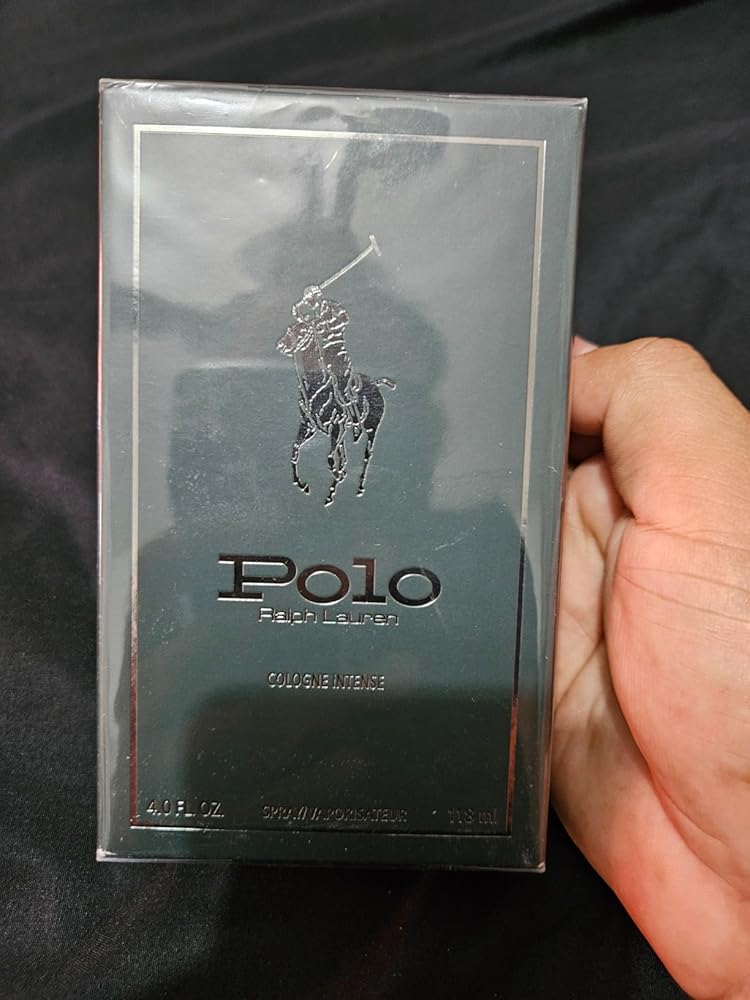 Polo
Ralph Lauren
COLOGNE INTENSE
4.0 FL. OZ. SPRAY/VAPORISATEUR 118 ml